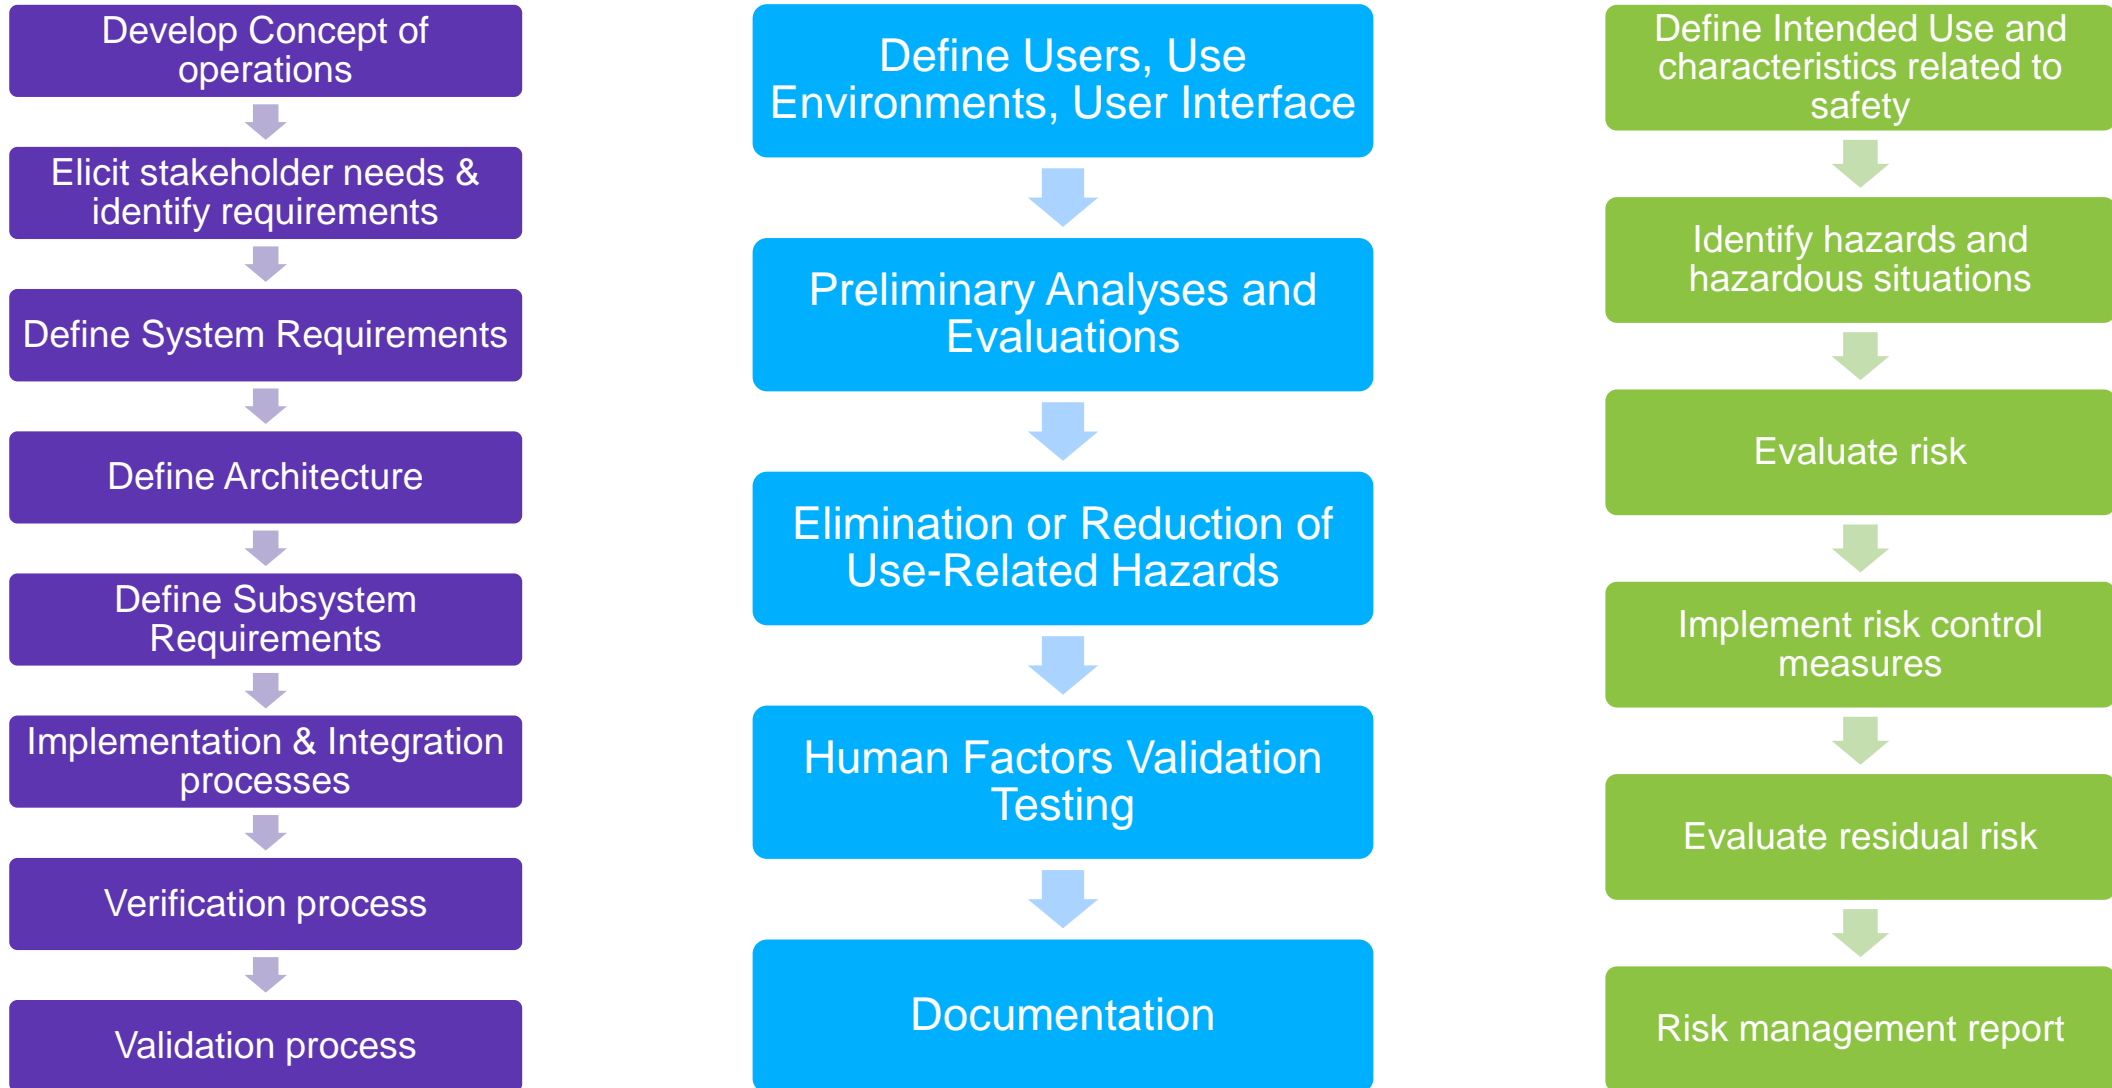 Develop Concept of
operations
Elicit stakeholder needs &
identify requirements
Define System Requirements
Define Architecture
Define Subsystem
Requirements
Implementation & Integration
processes
Verification process
Validation process
Define Users, Use
Environments, User Interface
Preliminary Analyses and
Evaluations
Elimination or Reduction of
Use-Related Hazards
Human Factors Validation
Testing
Documentation
Define Intended Use and
characteristics related to
safety
Identify hazards and
hazardous situations
Evaluate risk
Implement risk control
measures
Evaluate residual risk
Risk management report